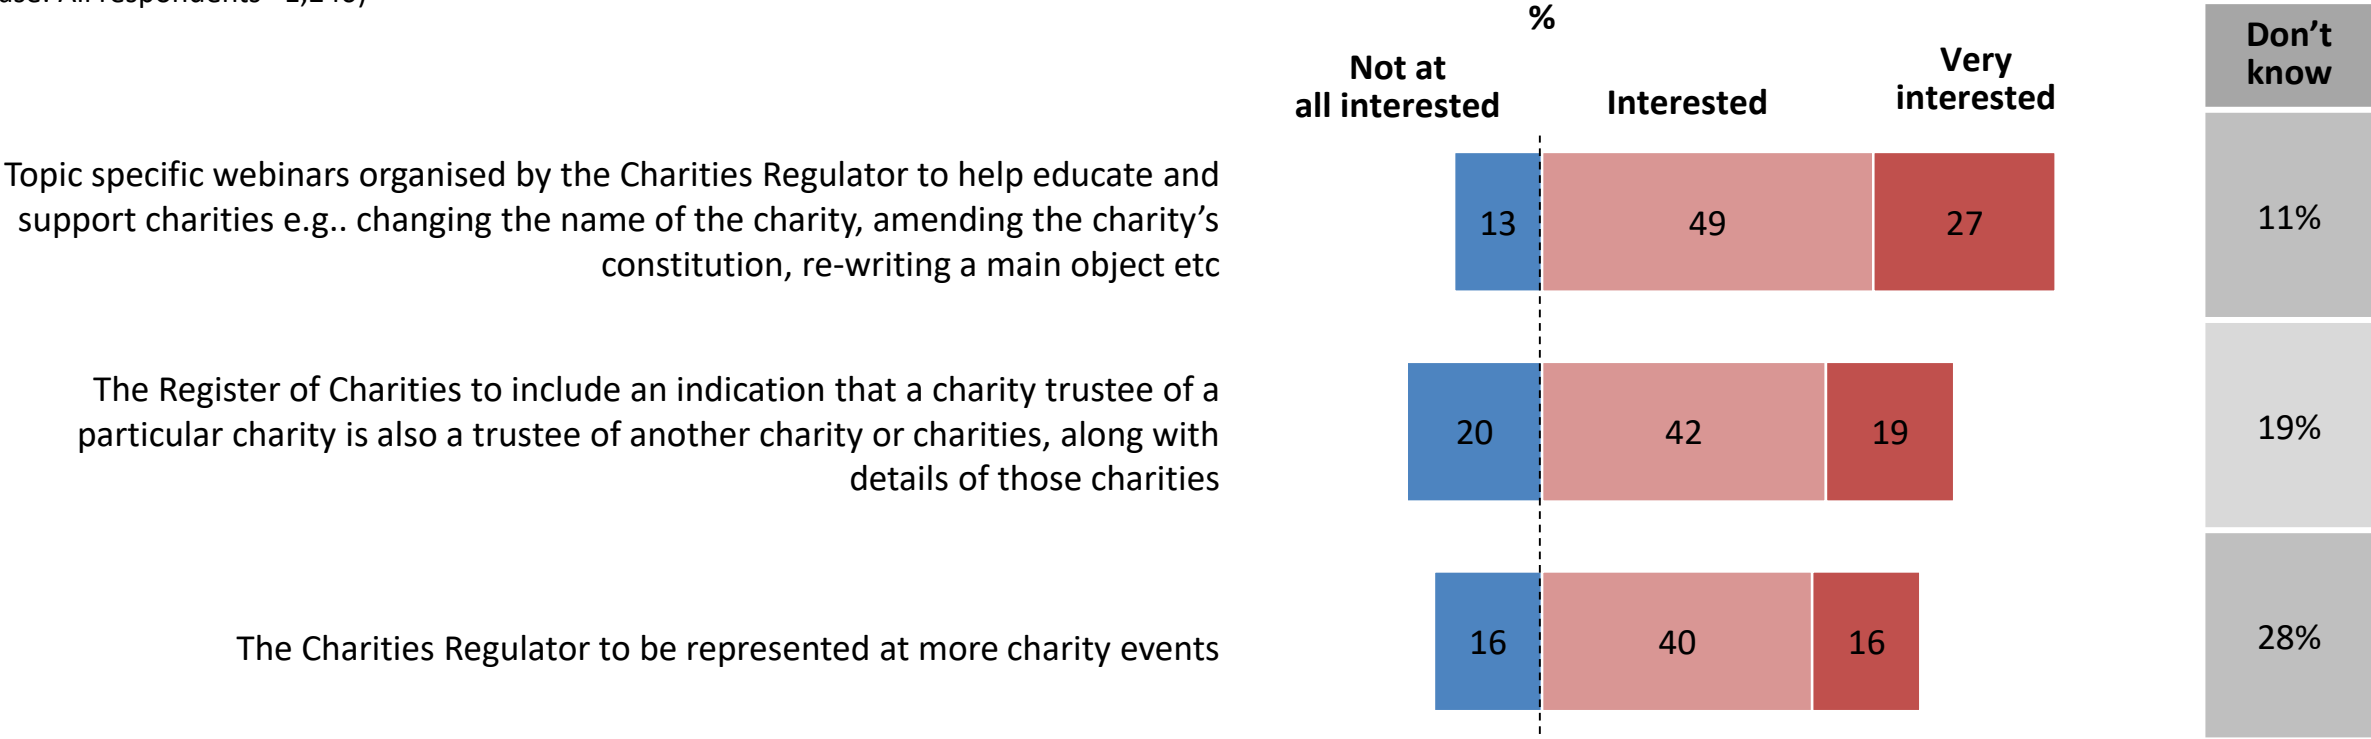 All respondents
%
Not at
all interested
Interested
Very
interested
Don't
know
Topic specific webinars organised by the Charities Regulator to help educate and
support charities e.g.. changing the name of the charity, amending the charity's
constitution, re-writing a main object etc
13 49 27
11%
The Register of Charities to include an indication that a charity trustee of a
particular charity is also a trustee of another charity or charities, along with
details of those charities
20 42 19
19%
The Charities Regulator to be represented at more charity events
16 40 16
28%